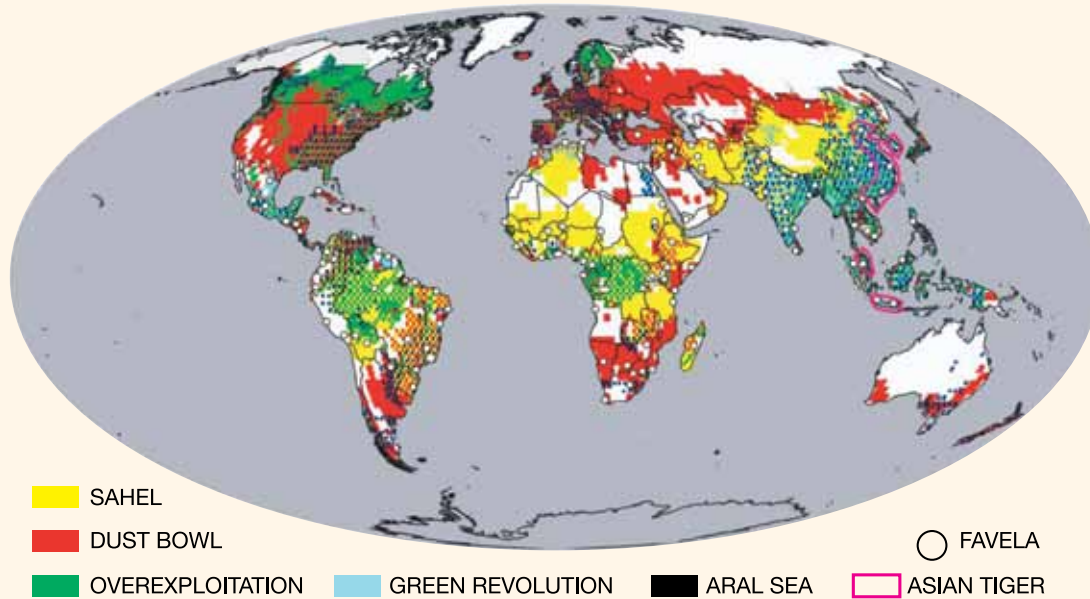 SAHEL
DUST BOWL
FAVELA
OVEREXPLOITATION GREEN REVOLUTION ARAL SEA ASIAN TIGER